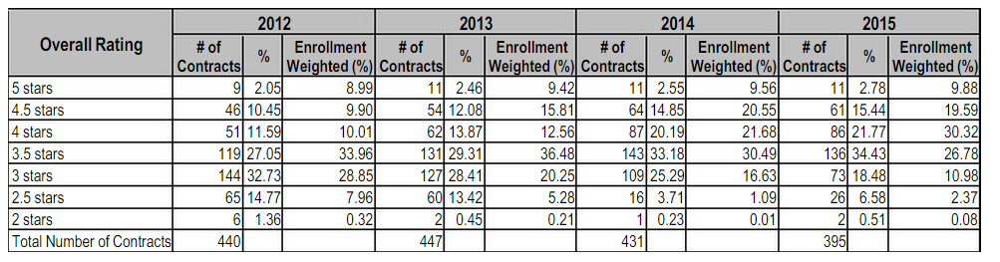 2012 2013 2014 2015
Overall Rating # of Contracts % Enrollment Weighted (%) # of Contracts % Enrollment Weighted (%) # of Contracts % Enrollment Weighted (%) # of Contracts % Enrollment Weighted (%)
5 stars 9 2.05 8.99 11 2.46 9.42 11 2.55 9.56 11 2.78 9.88
4.5 stars 46 10.45 9.90 54 12.08 15.81 64 14.85 20.55 61 15.44 19.59
4 stars 51 11.59 10.01 62 13.87 12.56 87 20.19 21.68 86 21.77 30.32
3.5 stars 119 27.05 33.96 131 29.31 36.48 143 33.18 30.49 136 34.43 26.78
3 stars 144 32.73 28.85 127 28.41 20.25 109 25.29 16.63 73 18.48 10.98
2.5 stars 65 14.77 7.96 60 13.42 5.28 16 3.71 1.09 26 6.58 2.37
2 stars 6 1.36 0.32 2 0.45 0.21 1 0.23 0.01 2 0.51 0.08
Total Number of Contracts 440 447 431 395